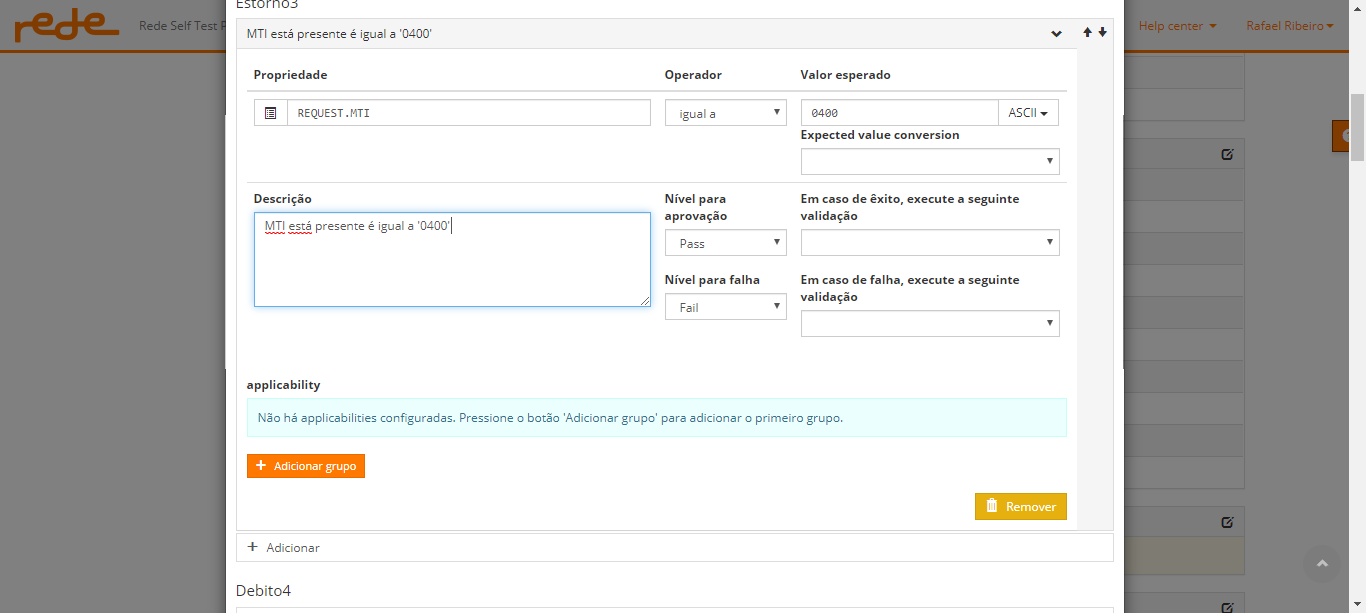 Estorno3
rede
Rede Self Test P
Help center
Rafael Ribeiro
MTI está presente é igual a '0400'
Propriedade
Operador
Valor esperado
REQUEST.MTI
igual a
0400
ASCII
Expected value conversion
Descrição
Nível para
aprovação
Em caso de êxito, execute a seguinte
validação
MTI está presente é igual a '0400'
Pass
Nível para falha
Em caso de falha, execute a seguinte
validação
Fail
applicability
Não há applicabilities configuradas. Pressione o botão 'Adicionar grupo' para adicionar o primeiro grupo.
+ Adicionar grupo
Remover
+ Adicionar
Debito4